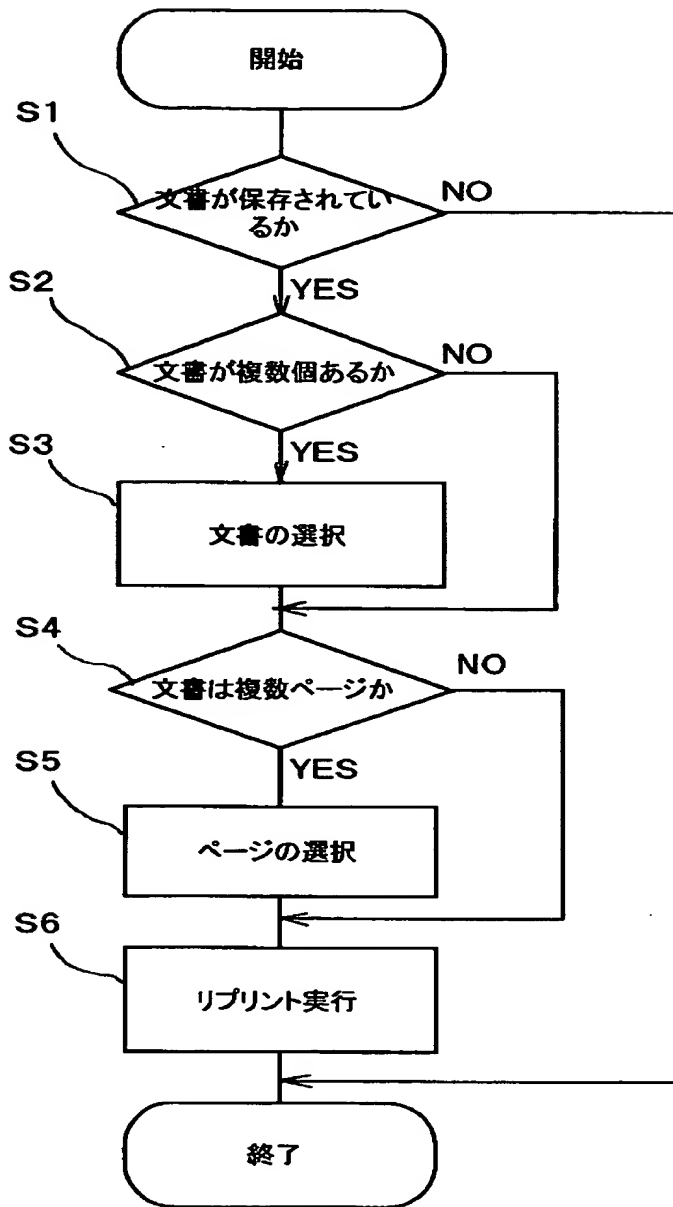 開始
S1
文書が保存されてい
るか
NO
YES
S2
文書が複数個あるか
NO
YES
S3
文書の選択
S4
文書は複数ページか
NO
YES
S5
ページの選択
S6
リプリント実行
終了